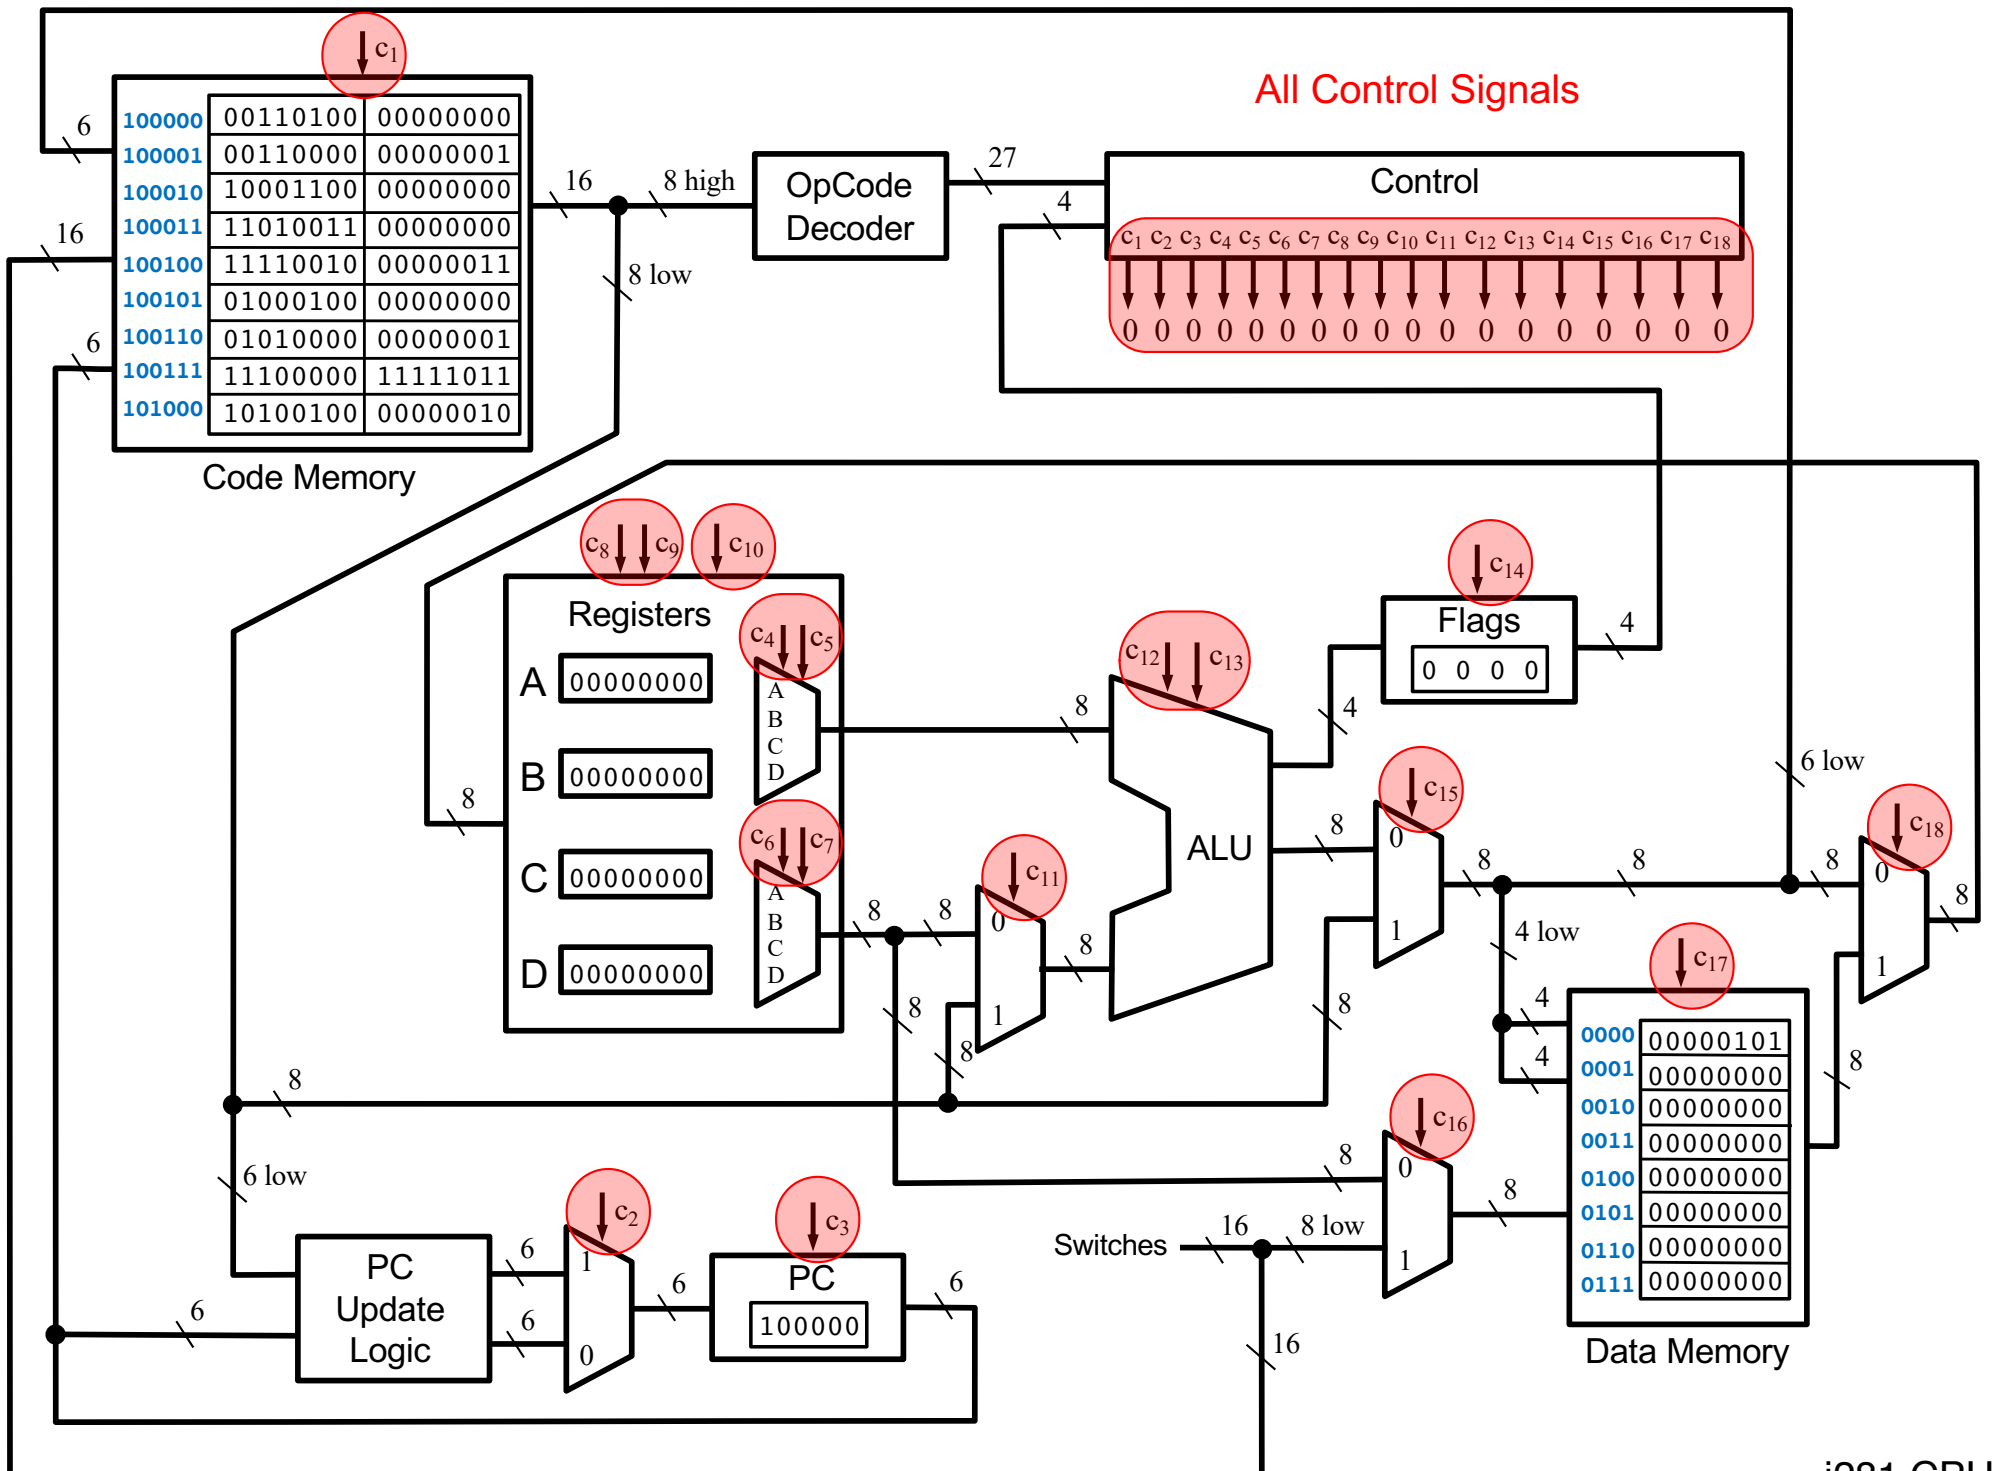 c1
All Control Signals
100000 00110100 00000000
100001 00110000 00000001
100010 10001100 00000000
100011 11010011 00000000
100100 11110010 00000011
100101 01000100 00000000
100110 01010000 00000001
100111 11100000 11111011
101000 10100100 00000010
Code Memory
6
16
6
16
8 high
8 low
OpCode
Decoder
27
4
Control
c1 c2 c3 c4 c5 c6 c7 c8 c9 c10 c11 c12 c13 c14 c15 c16 c17 c18
0 0 0 0 0 0 0 0 0 0 0 0 0 0 0 0 0 0
c8 c9 c10
Registers
c4 c5
A 00000000
B 00000000
C 00000000
D 00000000
A
B
C
D
c6 c7
A
B
C
D
8
8
8
8
8
c11
0
1
8
8
c12 c13
ALU
c14
Flags
0 0 0 0
4
4
8
c15
0
1
8
8
8
6 low
8
c18
0
1
8
4 low
4
4
c17
0000 00000101
0001 00000000
0010 00000000
0011 00000000
0100 00000000
0101 00000000
0110 00000000
0111 00000000
Data Memory
8
8
c16
0
1
8
8
Switches
16
8 low
16
6 low
6
PC
Update
Logic
6
6
c2
1
0
6
c3
PC
100000
6